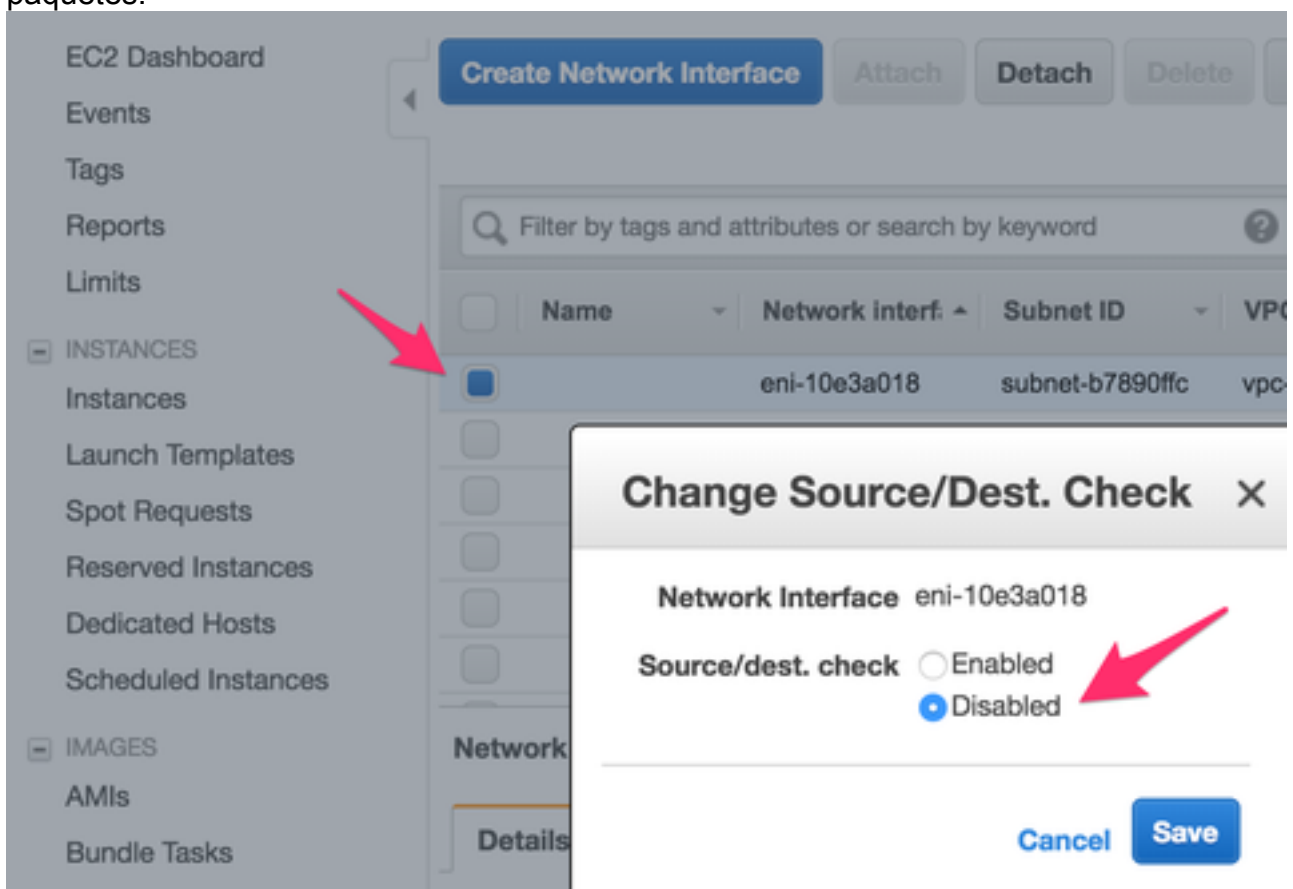 paquetes.
EC2 Dashboard
Events
Tags
Reports
Limits
INSTANCES
Instances
Launch Templates
Spot Requests
Reserved Instances
Dedicated Hosts
Scheduled Instances
IMAGES
AMIs
Bundle Tasks
Create Network Interface Attach Detach Delete
Filter by tags and attributes or search by keyword
Name Network interf Subnet ID VPC
eni-10e3a018 subnet-b7890ffc vpc-
Change Source/Dest. Check
Network Interface eni-10e3a018
Source/dest. check Enabled
Disabled
Network
Details
Cancel Save